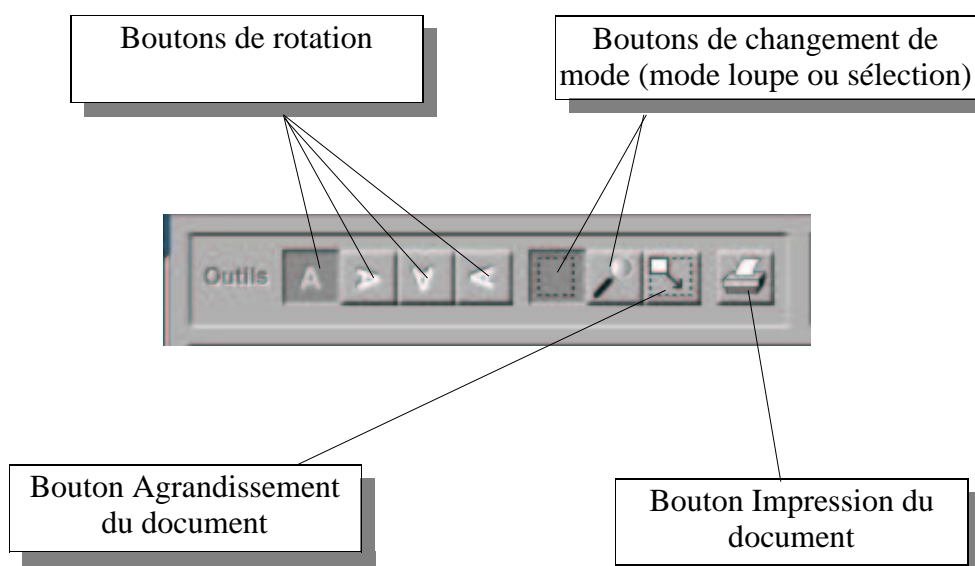 Boutons de rotation
Boutons de changement de
mode (mode loupe ou sélection)
Outils A A A A
Bouton Agrandissement
du document
Bouton Impression du
document